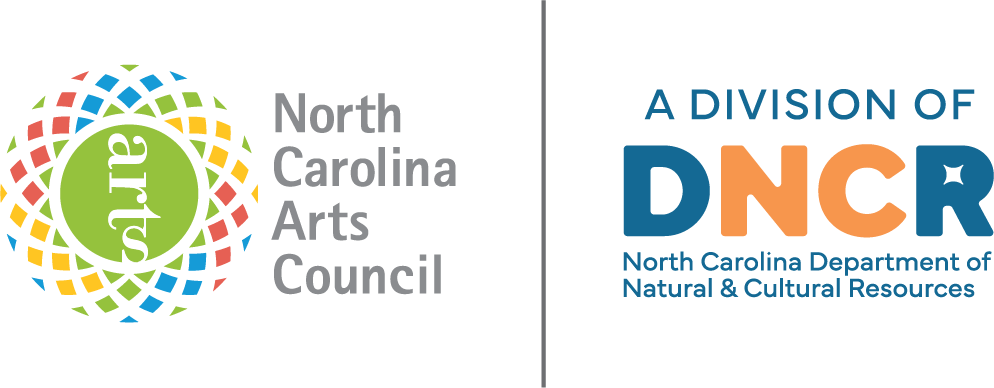 arts
North
Carolina
Arts
Council
A DIVISION OF
DNCR
North Carolina Department of
Natural & Cultural Resources